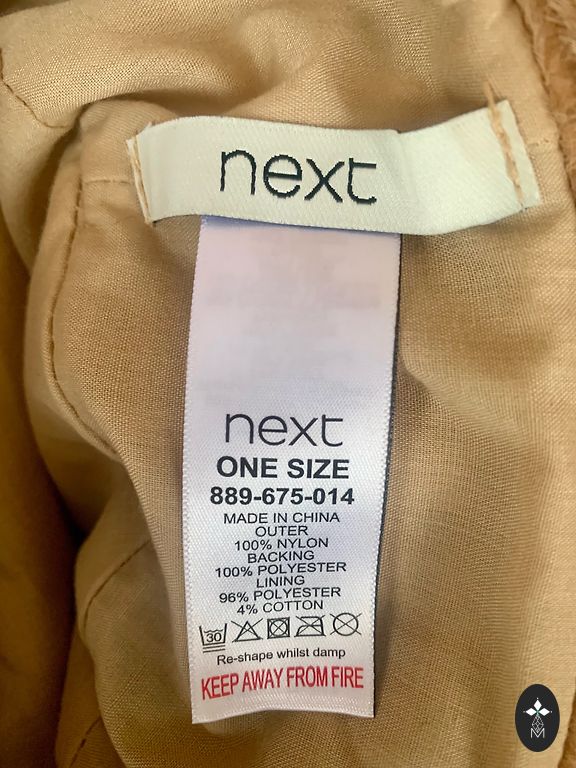 next
next
ONE SIZE
889-675-014
MADE IN CHINA
OUTER
100% NYLON
BACKING
100% POLYESTER
LINING
96% POLYESTER
4% COTTON
30
Re-shape whilst damp
KEEP AWAY FROM FIRE
M